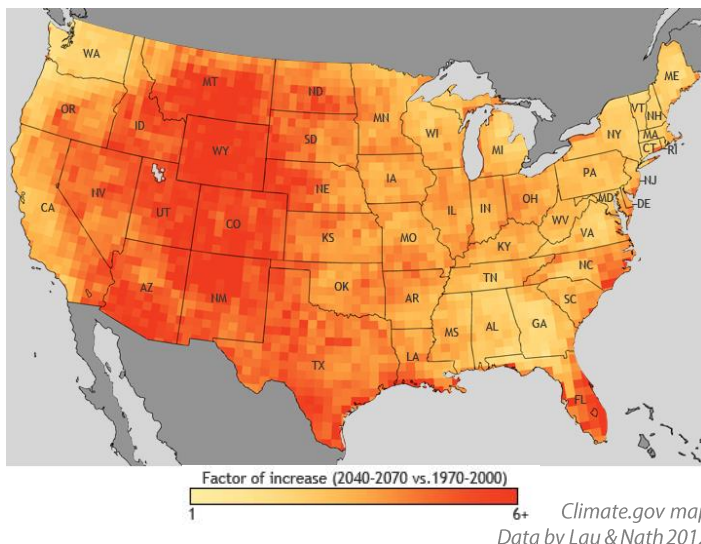 WA
MT
ND
ME
OR
MN
VT
NH
ID
SD
WI
NY
MA
WY
MI
CT
RI
IA
PA
NE
NJ
NV
OH
IL
IN
MD
DE
UT
CO
WV
CA
VA
KS
MO
KY
NC
TN
AZ
OK
NM
AR
SC
MS
AL
GA
TX
LA
FL
Factor of increase (2040-2070 vs.1970-2000)
1
6+
Climate.gov map
Data by Lau & Nath